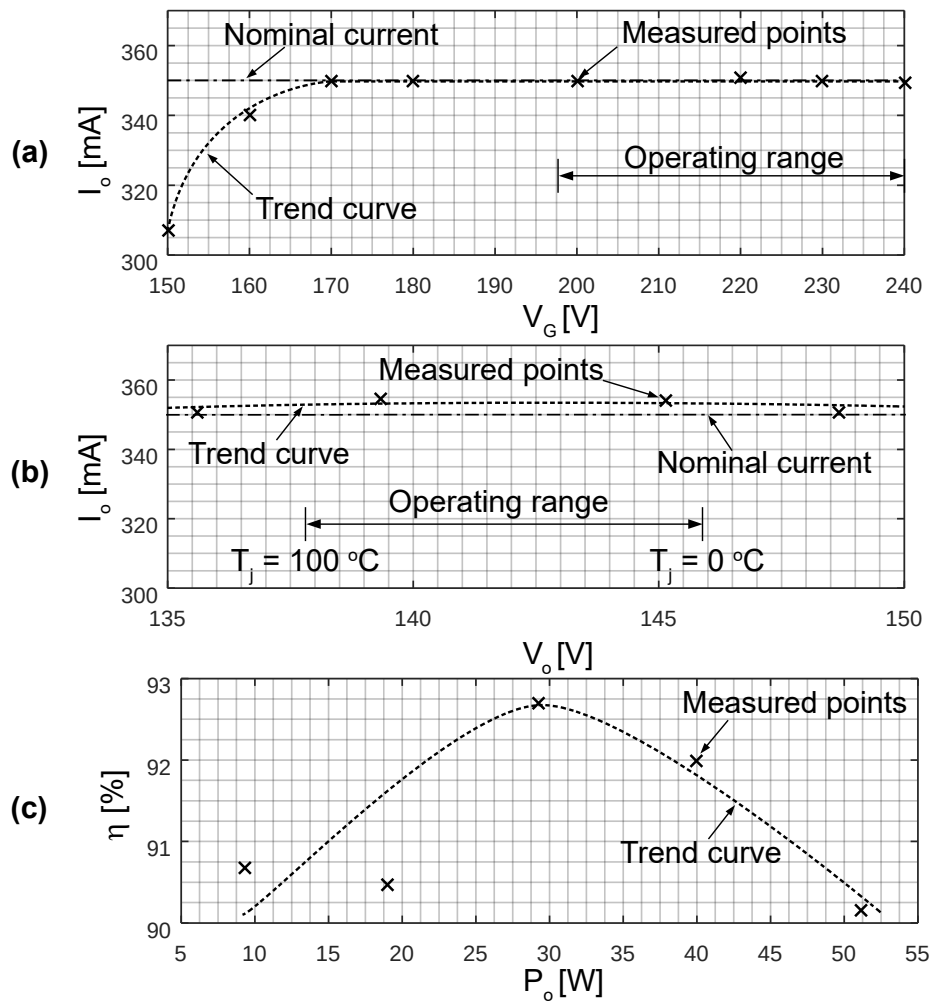 (a)
I_o [mA]
360
340
320
300
Nominal current
Measured points
Operating range
Trend curve
150 160 170 180 190 200 210 220 230 240
V_G [V]
(b)
I_o [mA]
360
340
320
300
Measured points
Trend curve
Nominal current
Operating range
T_j = 100 °C
T_j = 0 °C
135 140 145 150
V_o [V]
(c)
η [%]
93
92
91
90
Measured points
Trend curve
5 10 15 20 25 30 35 40 45 50 55
P_o [W]